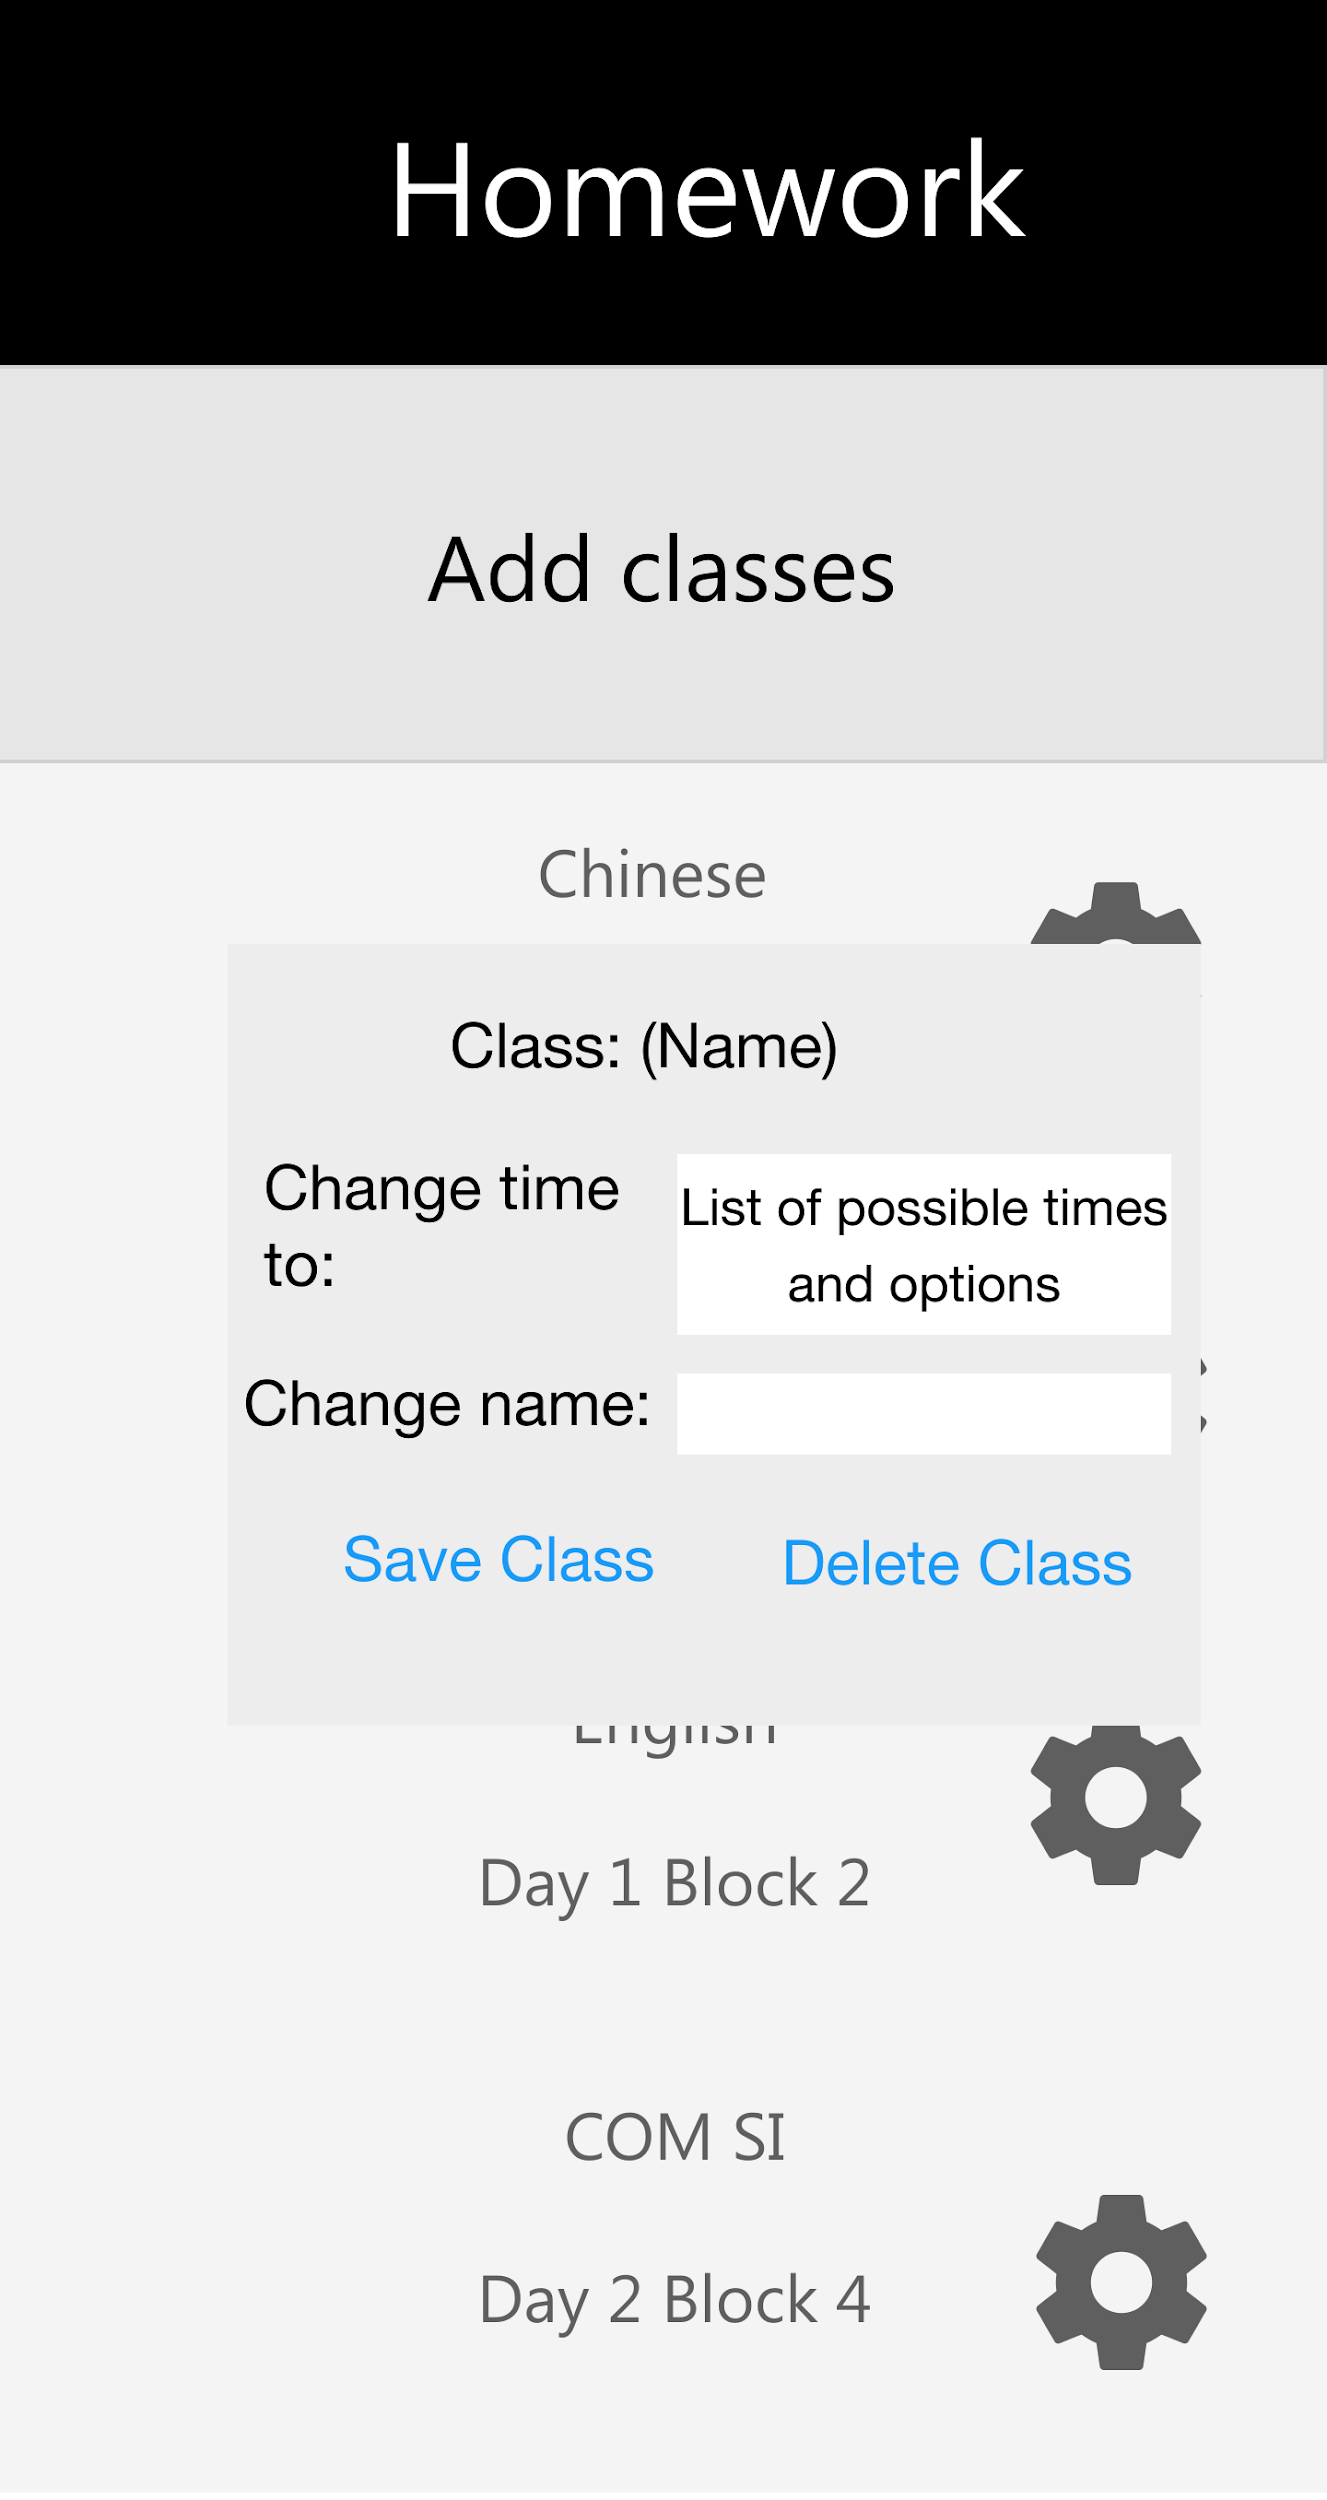 Homework
Add classes
Chinese
Class: (Name)
Change time
to:
List of possible times
and options
Change name:
Save Class
Delete Class
English
Day 1 Block 2
COM SI
Day 2 Block 4